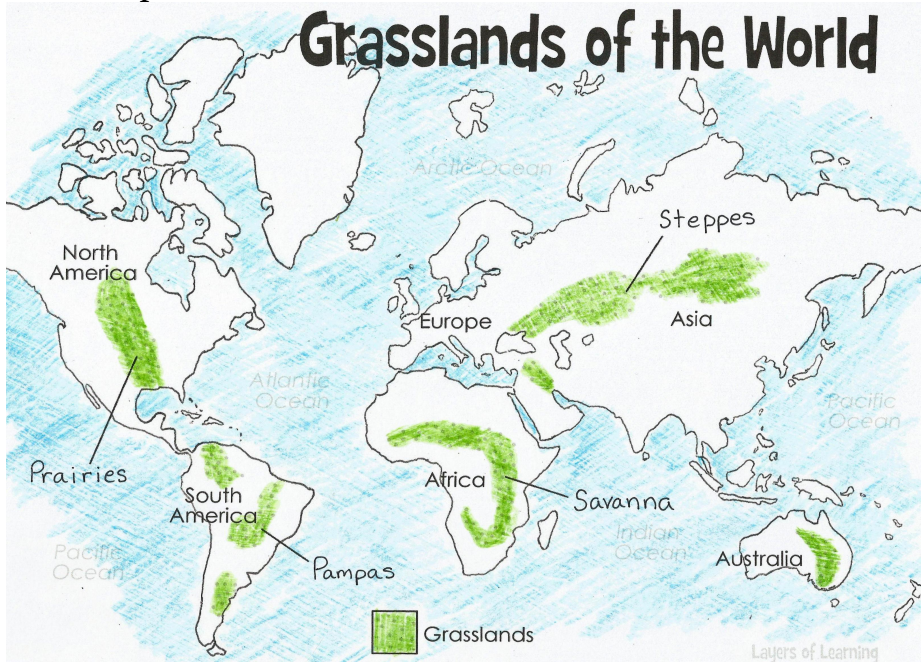 Grasslands of the World
Arctic Ocean
Steppes
North
America
Europe
Asia
Atlantic
Ocean
Pacific
Ocean
Prairies
Africa
Savanna
South
America
Indian
Ocean
Pacific
Ocean
Pampas
Australia
Grasslands
Layers of Learning